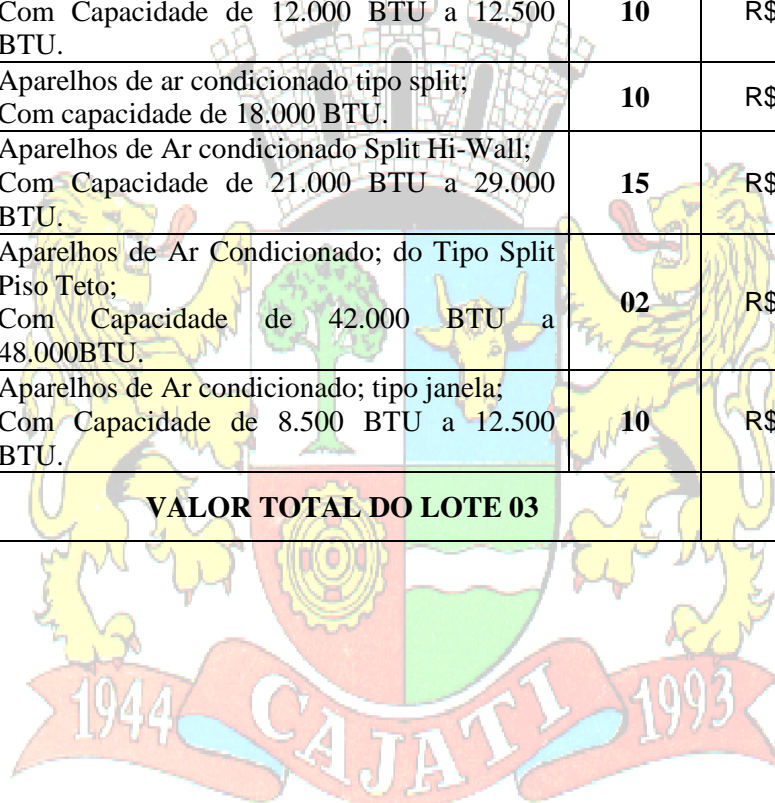 Com Capacidade de 12.000 BTU a 12.500
BTU.
10
R$
Aparelhos de ar condicionado tipo split;
Com capacidade de 18.000 BTU.
10
R$
Aparelhos de Ar condicionado Split Hi-Wall;
Com Capacidade de 21.000 BTU a 29.000
BTU.
15
R$
Aparelhos de Ar Condicionado; do Tipo Split
Piso Teto;
Com Capacidade de 42.000 BTU a
48.000BTU.
02
R$
Aparelhos de Ar condicionado; tipo janela;
Com Capacidade de 8.500 BTU a 12.500
BTU.
10
R$
VALOR TOTAL DO LOTE 03
1944 CAJATI 1993